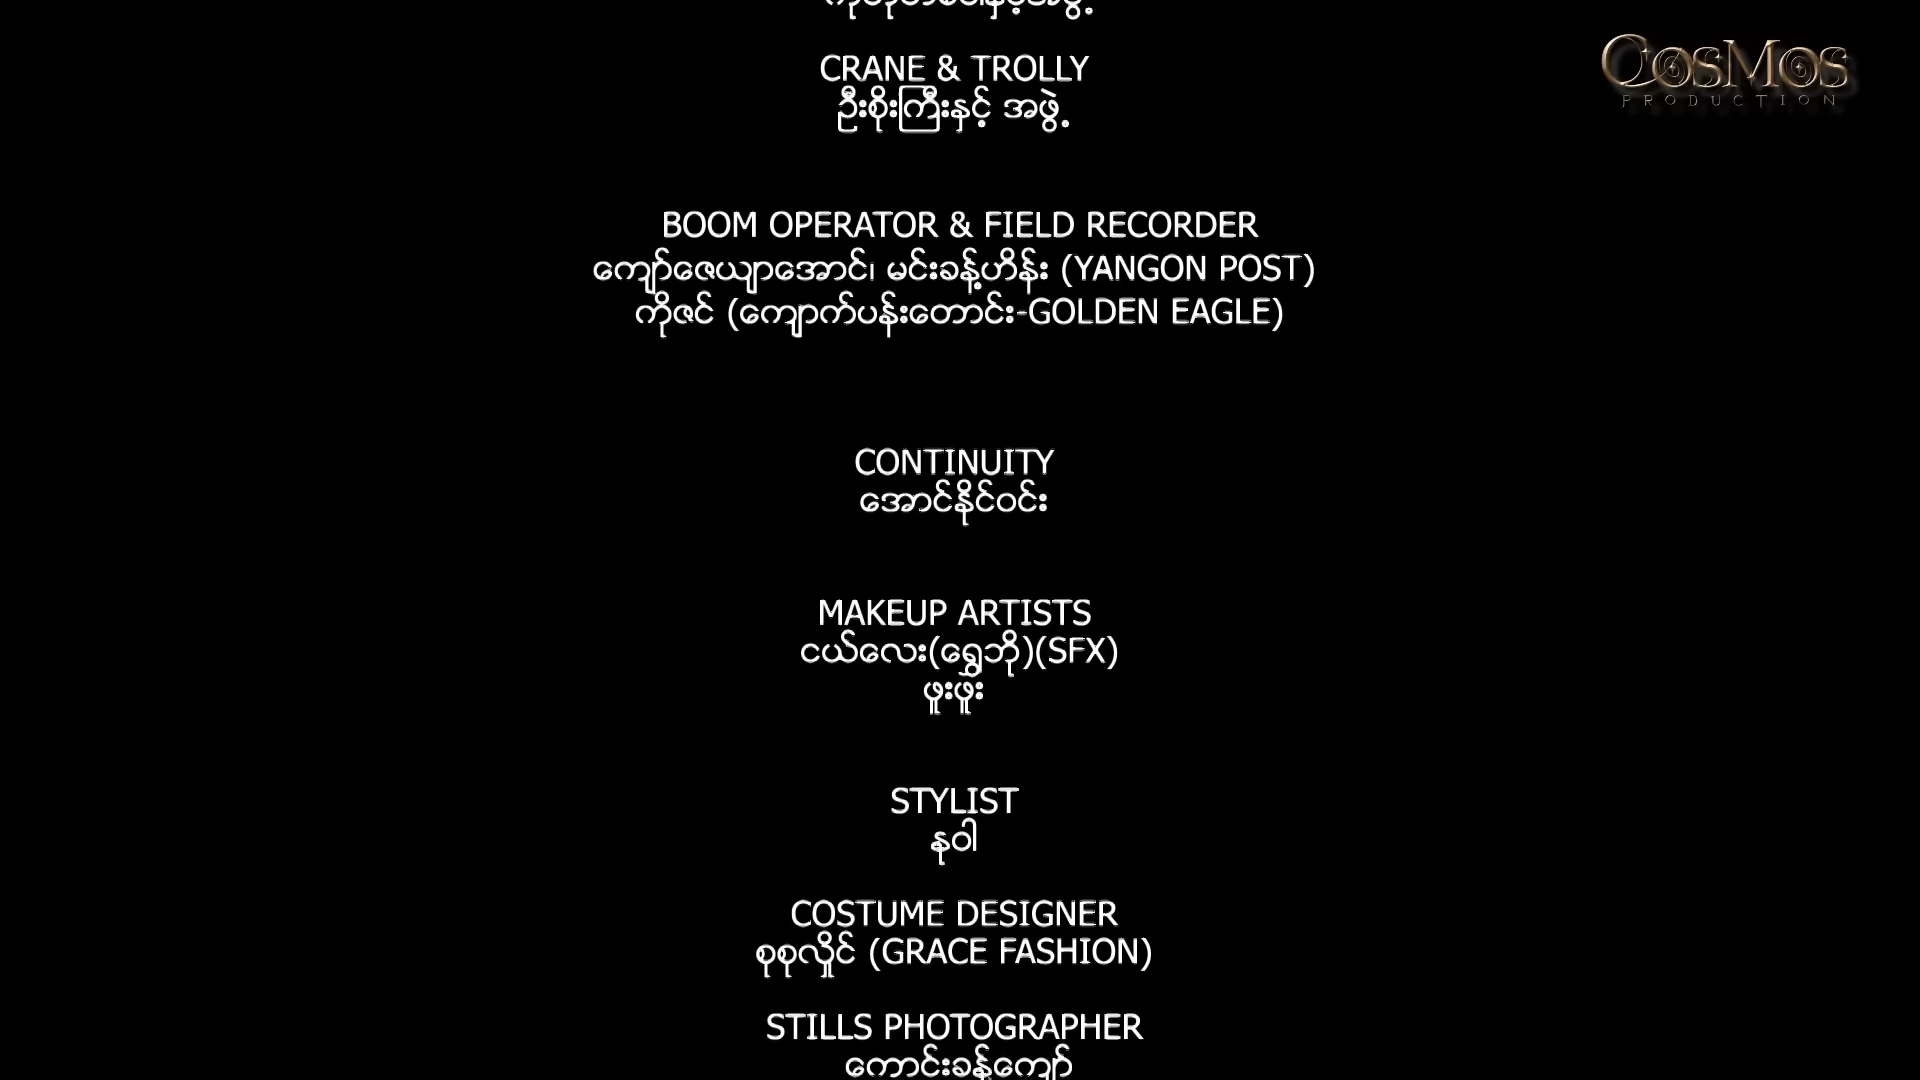 CRANE & TROLLY
ဦးစိုးကြီးနှင့် အဖွဲ့
COSMOS
PRODUCTION
BOOM OPERATOR & FIELD RECORDER
ကျော်ဇေယျာအောင်၊ မင်းခန့်ဟိန်း (YANGON POST)
ကိုဇင် (ကျောက်ပန်းတောင်း-GOLDEN EAGLE)
CONTINUITY
အောင်နိုင်ဝင်း
MAKEUP ARTISTS
ငယ်လေး(ရွှေဘို)(SFX)
ဖူးဖူး
STYLIST
နဝါ
COSTUME DESIGNER
စုစုလှိုင် (GRACE FASHION)
STILLS PHOTOGRAPHER
ကောင်းခန့်ကျော်